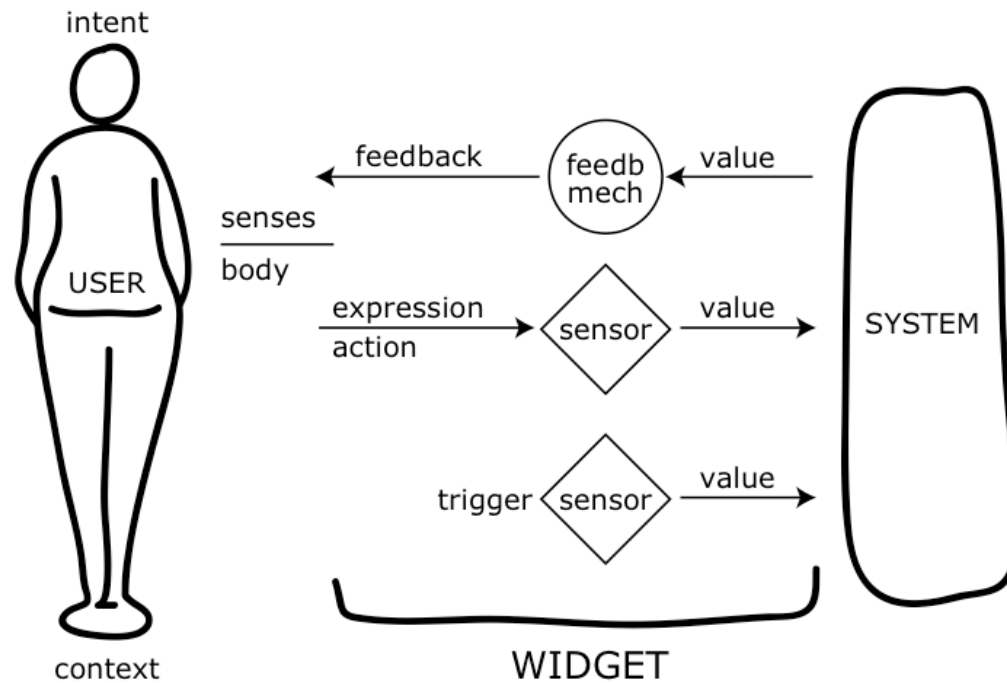 intent
feedback
feedb
mech
value
senses
body
USER
expression
action
sensor
value
SYSTEM
trigger
sensor
value
WIDGET
context